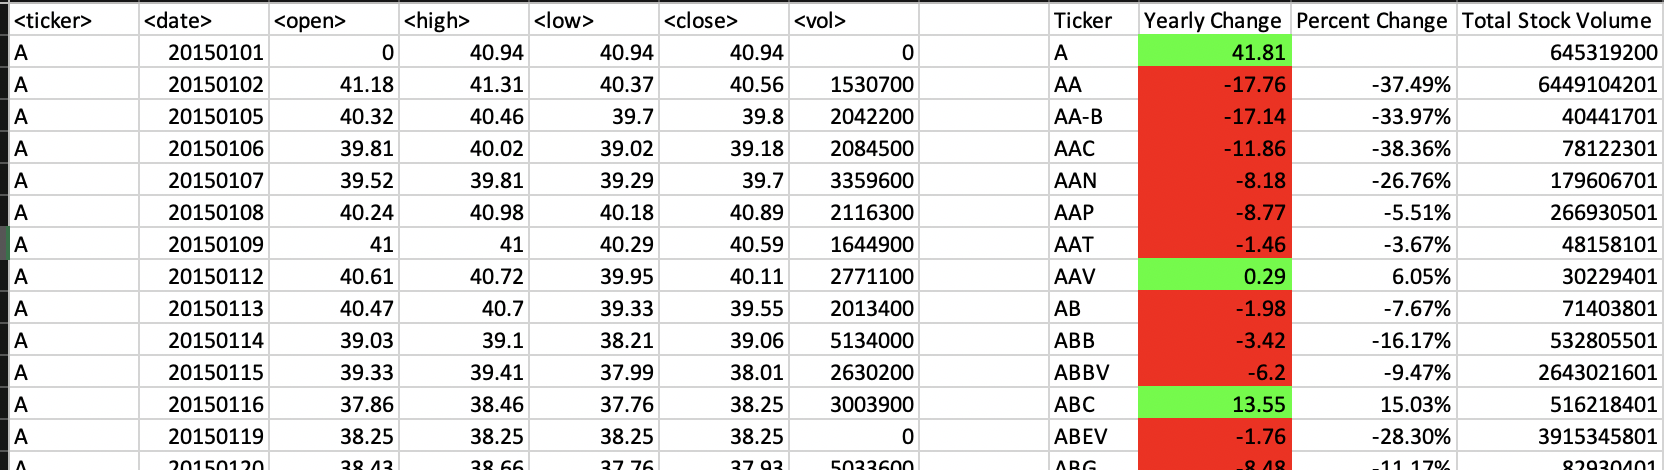 <ticker> <date> <open> <high> <low> <close> <vol> Ticker Yearly Change Percent Change Total Stock Volume
A 20150101 0 40.94 40.94 40.94 0 A 41.81 645319200
A 20150102 41.18 41.31 40.37 40.56 1530700 AA -17.76 -37.49% 6449104201
A 20150105 40.32 40.46 39.7 39.8 2042200 AA-B -17.14 -33.97% 40441701
A 20150106 39.81 40.02 39.02 39.18 2084500 AAC -11.86 -38.36% 78122301
A 20150107 39.52 39.81 39.29 39.7 3359600 AAN -8.18 -26.76% 179606701
A 20150108 40.24 40.98 40.18 40.89 2116300 AAP -8.77 -5.51% 266930501
A 20150109 41 41 40.29 40.59 1644900 AAT -1.46 -3.67% 48158101
A 20150112 40.61 40.72 39.95 40.11 2771100 AAV 0.29 6.05% 30229401
A 20150113 40.47 40.7 39.33 39.55 2013400 AB -1.98 -7.67% 71403801
A 20150114 39.03 39.1 38.21 39.06 5134000 ABB -3.42 -16.17% 532805501
A 20150115 39.33 39.41 37.99 38.01 2630200 ABBV -6.2 -9.47% 2643021601
A 20150116 37.86 38.46 37.76 38.25 3003900 ABC 13.55 15.03% 516218401
A 20150119 38.25 38.25 38.25 38.25 0 ABEV -1.76 -28.30% 3915345801
A 20150120 38.43 38.66 37.76 37.93 5033600 ABG -8.48 -11.17% 82930401